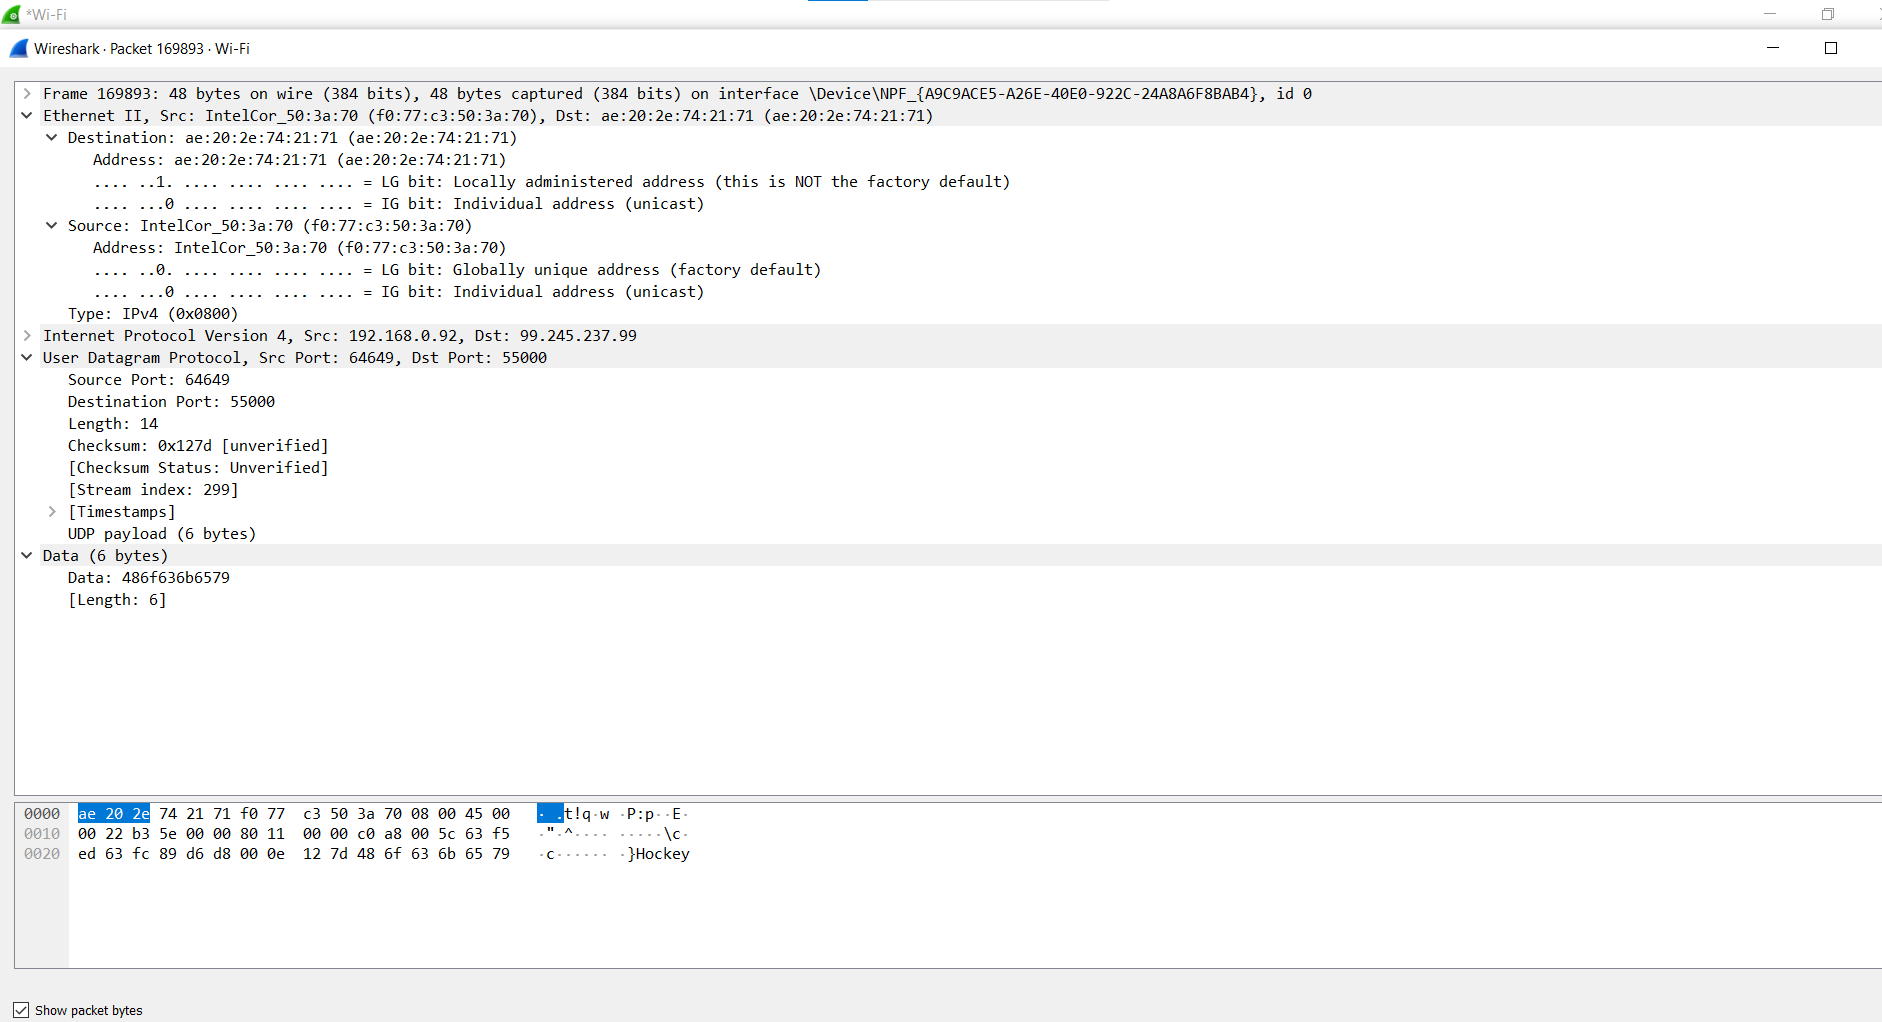 *Wi-Fi
Wireshark · Packet 169893 · Wi-Fi
Frame 169893: 48 bytes on wire (384 bits), 48 bytes captured (384 bits) on interface \Device\NPF_{A9C9ACE5-A26E-40E0-922C-24A8A6F8BAB4}, id 0
Ethernet II, Src: IntelCor_50:3a:70 (f0:77:c3:50:3a:70), Dst: ae:20:2e:74:21:71 (ae:20:2e:74:21:71)
Destination: ae:20:2e:74:21:71 (ae:20:2e:74:21:71)
Address: ae:20:2e:74:21:71 (ae:20:2e:74:21:71)
.... ..1. .... .... .... .... = LG bit: Locally administered address (this is NOT the factory default)
.... ...0 .... .... .... .... = IG bit: Individual address (unicast)
Source: IntelCor_50:3a:70 (f0:77:c3:50:3a:70)
Address: IntelCor_50:3a:70 (f0:77:c3:50:3a:70)
.... ..0. .... .... .... .... = LG bit: Globally unique address (factory default)
.... ...0 .... .... .... .... = IG bit: Individual address (unicast)
Type: IPv4 (0x0800)
Internet Protocol Version 4, Src: 192.168.0.92, Dst: 99.245.237.99
User Datagram Protocol, Src Port: 64649, Dst Port: 55000
Source Port: 64649
Destination Port: 55000
Length: 14
Checksum: 0x127d [unverified]
[Checksum Status: Unverified]
[Stream index: 299]
[Timestamps]
UDP payload (6 bytes)
Data (6 bytes)
Data: 486f636b6579
[Length: 6]
0000 ae 20 2e 74 21 71 f0 77 c3 50 3a 70 08 00 45 00 · .t!q·w ·P:p··E·
0010 00 22 b3 5e 00 00 80 11 00 00 c0 a8 00 5c 63 f5 ·"·^···· ·····\c·
0020 ed 63 fc 89 d6 d8 00 0e 12 7d 48 6f 63 6b 65 79 ·c······ ·}Hockey
Show packet bytes